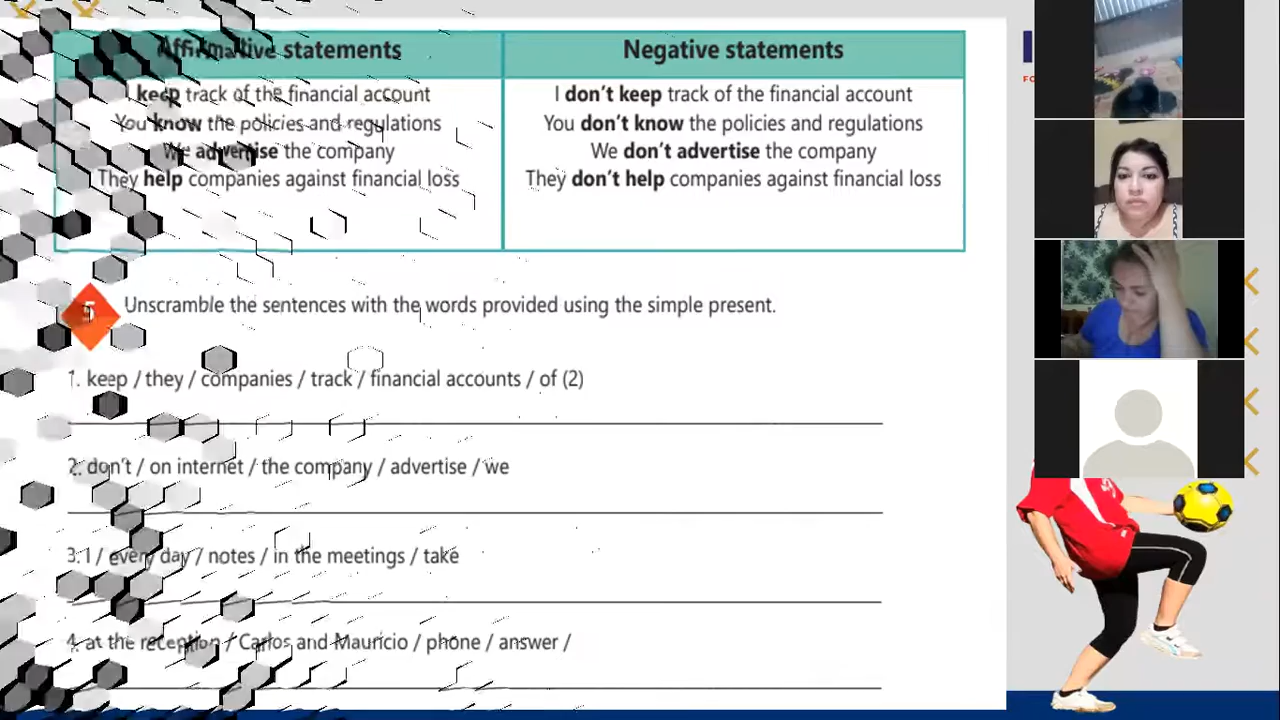 Affirmative statements
Negative statements
I keep track of the financial account
You know the policies and regulations
We advertise the company
They help companies against financial loss
I don't keep track of the financial account
You don't know the policies and regulations
We don't advertise the company
They don't help companies against financial loss
5 Unscramble the sentences with the words provided using the simple present.
1. keep / they / companies / track / financial accounts / of (2)
2. don't / on internet / the company / advertise / we
3. I / every day / notes / in the meetings / take
4. at the reception / Carlos and Mauricio / phone / answer /